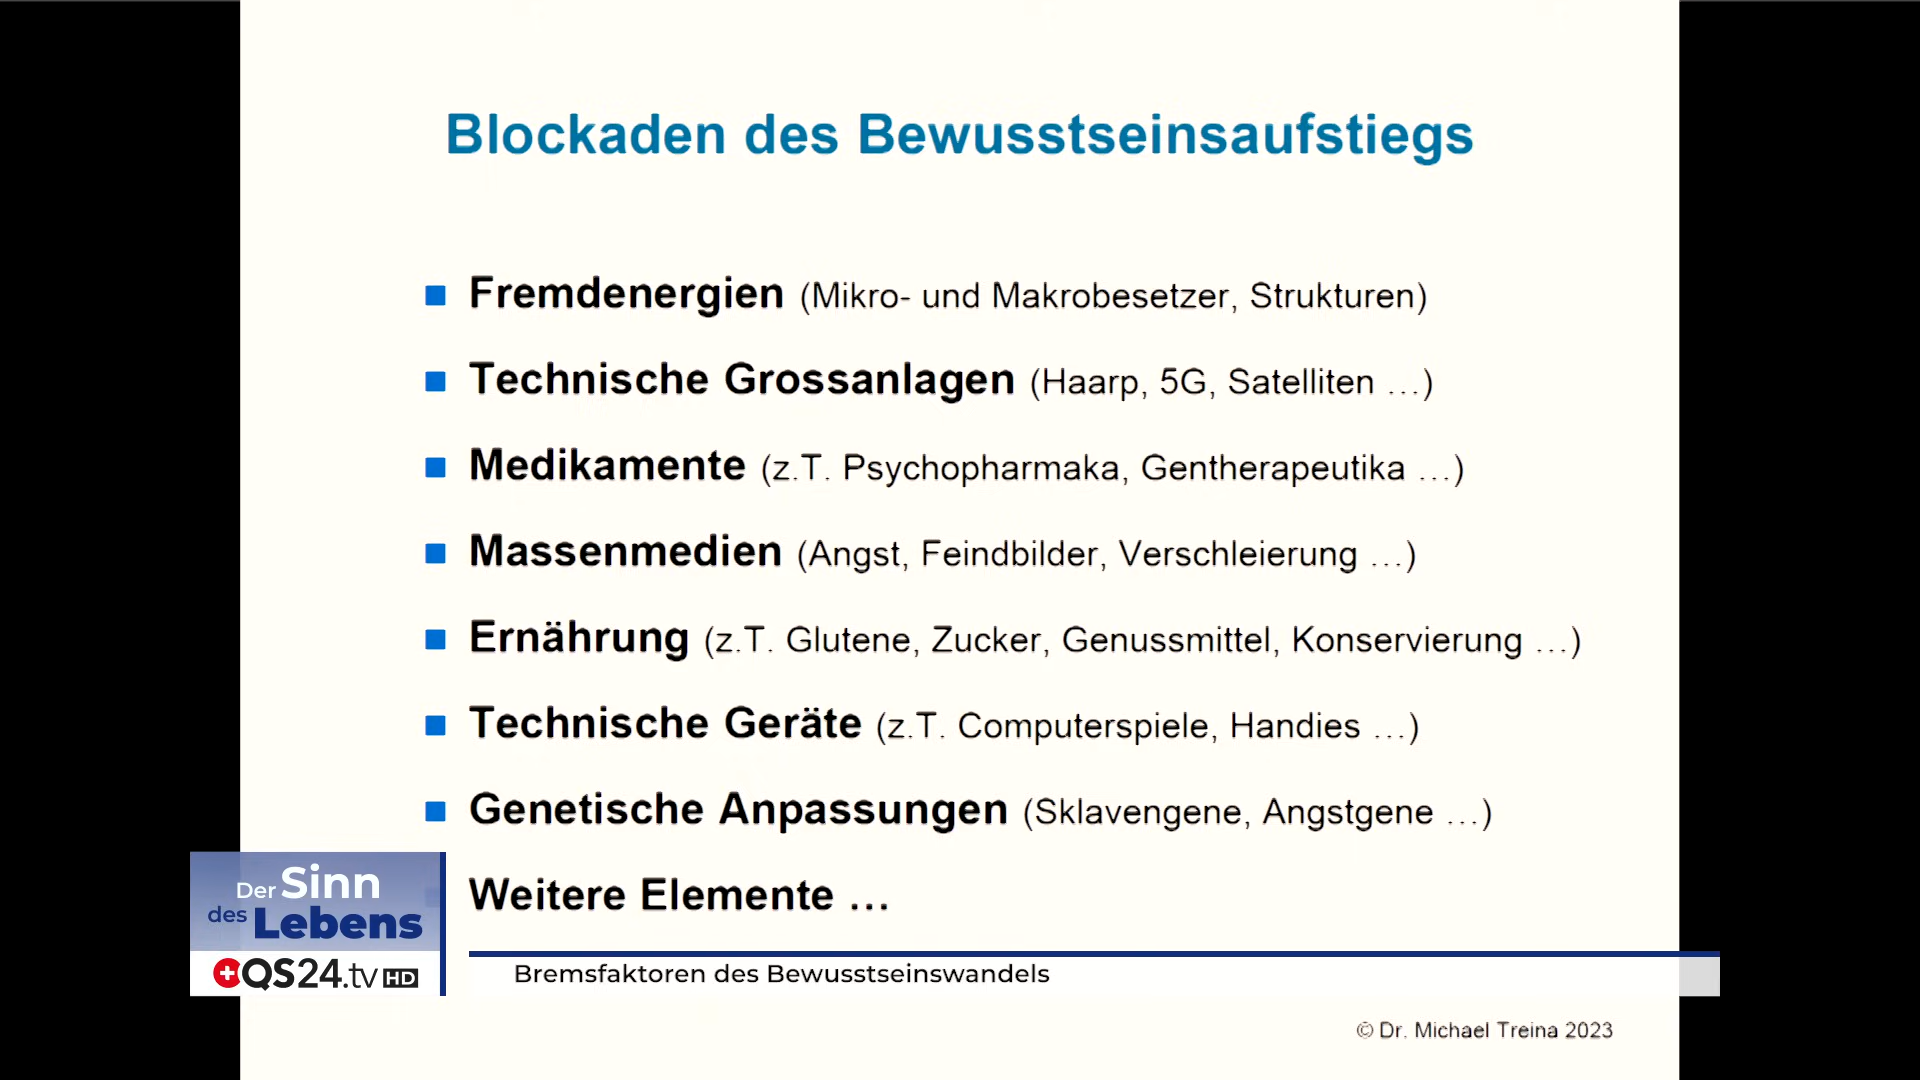 Blockaden des Bewusstseinsaufstiegs
Fremdenergien (Mikro- und Makrobesetzer, Strukturen)
Technische Grossanlagen (Haarp, 5G, Satelliten …)
Medikamente (z.T. Psychopharmaka, Gentherapeutika …)
Massenmedien (Angst, Feindbilder, Verschleierung …)
Ernährung (z.T. Glutene, Zucker, Genussmittel, Konservierung …)
Technische Geräte (z.T. Computerspiele, Handies …)
Genetische Anpassungen (Sklavengene, Angstgene …)
Weitere Elemente …
Der Sinn
des Lebens
QS24.tv HD
Bremsfaktoren des Bewusstseinswandels
© Dr. Michael Treina 2023